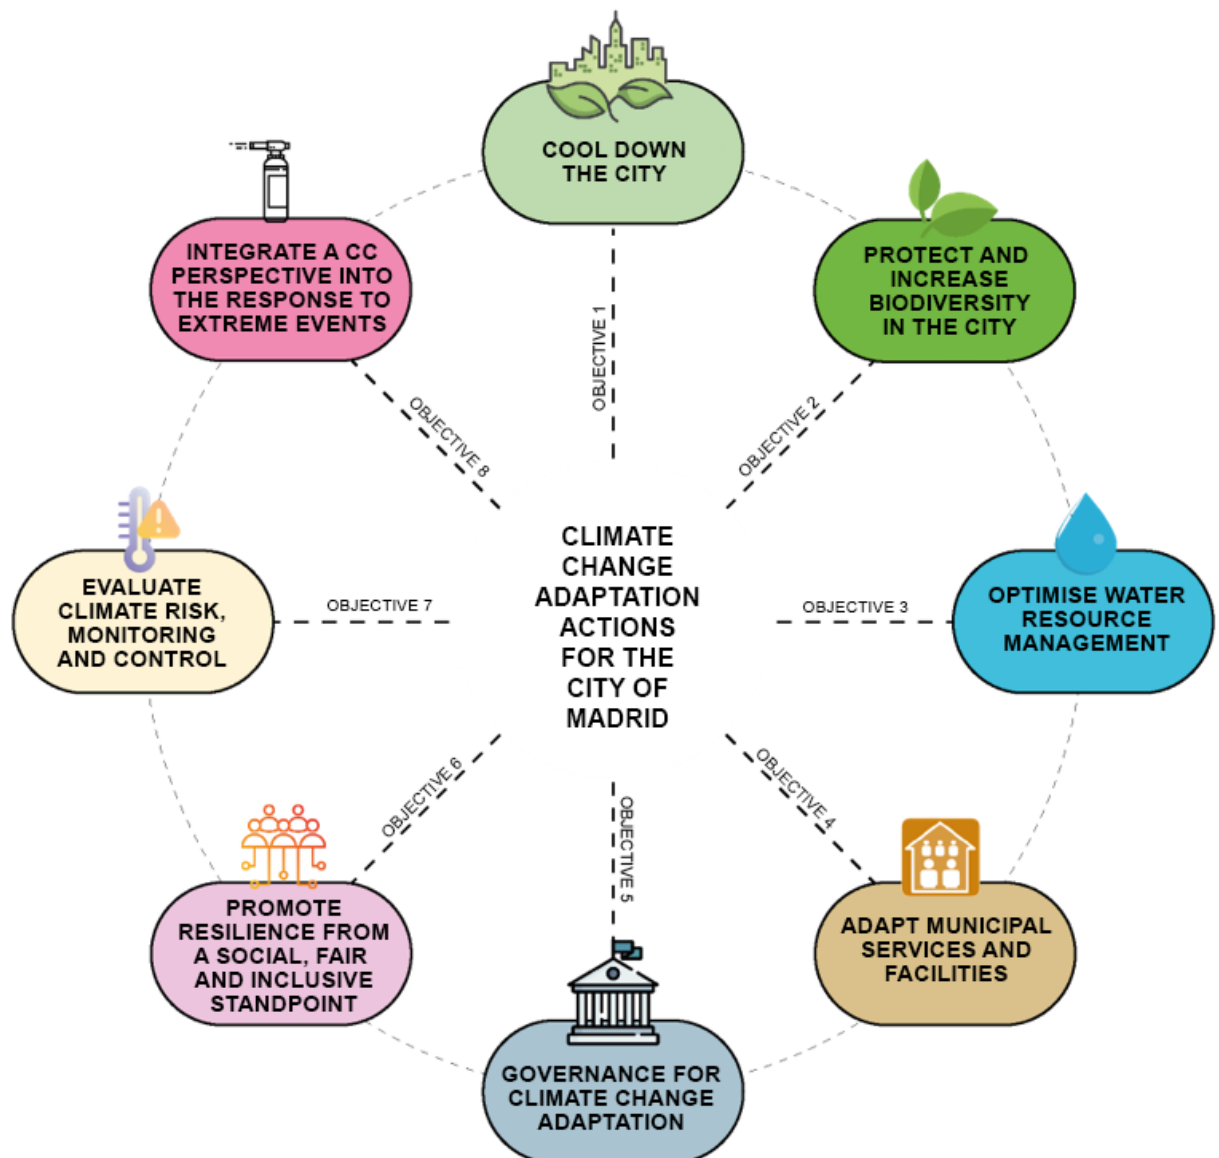 COOL DOWN
THE CITY
OBJECTIVE 1
PROTECT AND
INCREASE
BIODIVERSITY
IN THE CITY
OBJECTIVE 2
OPTIMISE WATER
RESOURCE
MANAGEMENT
OBJECTIVE 3
ADAPT MUNICIPAL
SERVICES AND
FACILITIES
OBJECTIVE 4
GOVERNANCE FOR
CLIMATE CHANGE
ADAPTATION
OBJECTIVE 5
PROMOTE
RESILIENCE FROM
A SOCIAL, FAIR
AND INCLUSIVE
STANDPOINT
OBJECTIVE 6
EVALUATE
CLIMATE RISK,
MONITORING
AND CONTROL
OBJECTIVE 7
INTEGRATE A CC
PERSPECTIVE INTO
THE RESPONSE TO
EXTREME EVENTS
OBJECTIVE 8
CLIMATE
CHANGE
ADAPTATION
ACTIONS
FOR THE
CITY OF
MADRID